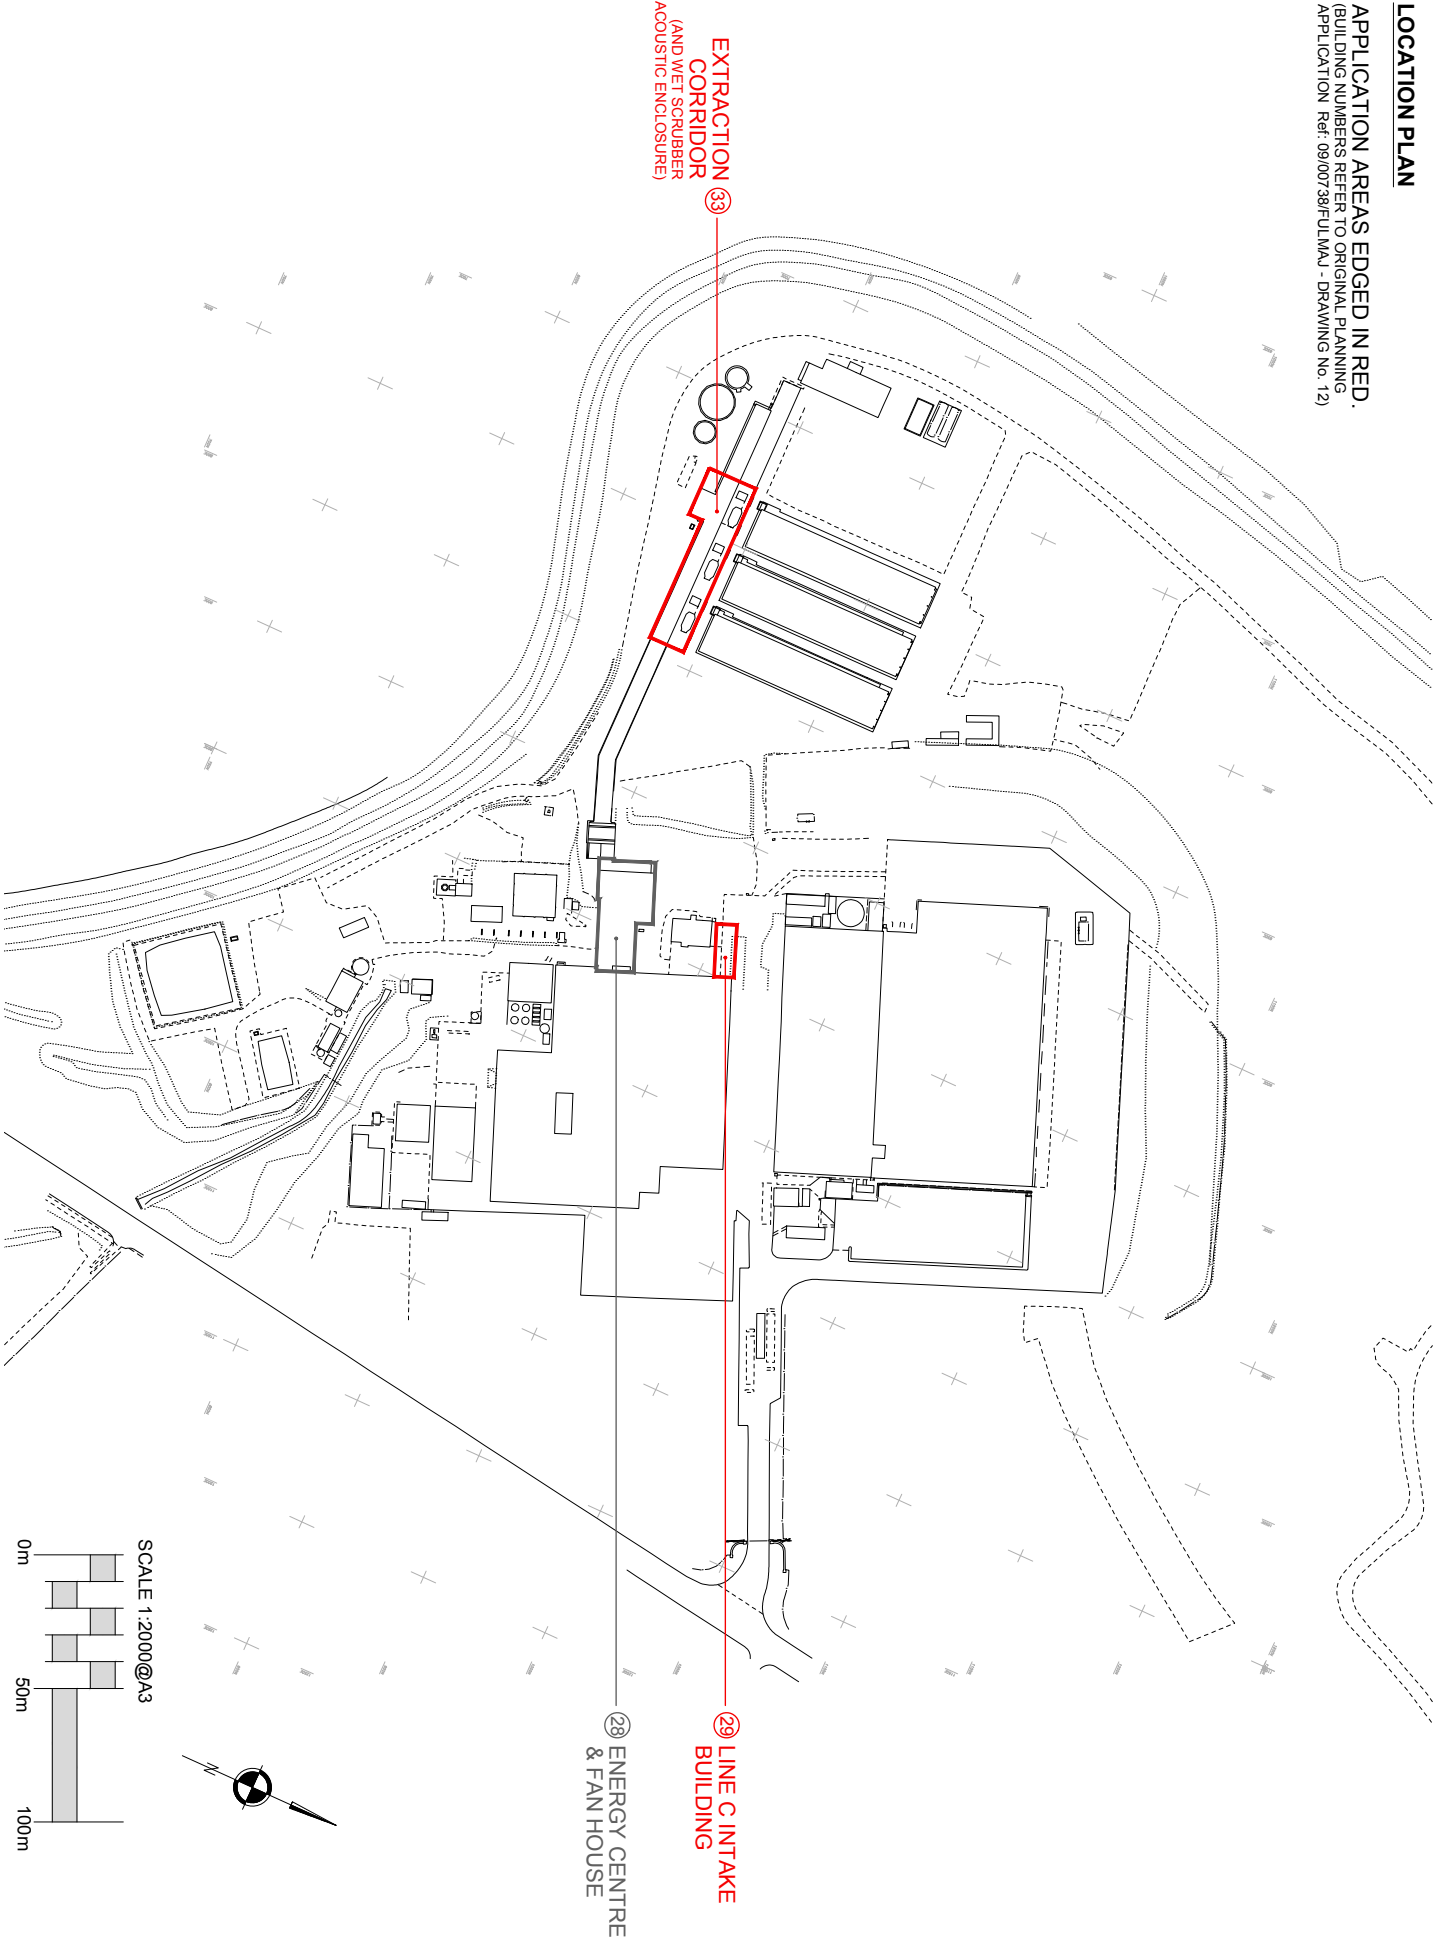 LOCATION PLAN
APPLICATION AREAS EDGED IN RED.
(BUILDING NUMBERS REFER TO ORIGINAL PLANNING
APPLICATION Ref: 09/00738/FULMAJ - DRAWING No. 12)
EXTRACTION 33
CORRIDOR
(AND WET SCRUBBER
ACOUSTIC ENCLOSURE)
29 LINE C INTAKE
BUILDING
28 ENERGY CENTRE
& FAN HOUSE
SCALE 1:2000@A3
0m 50m 100m
N